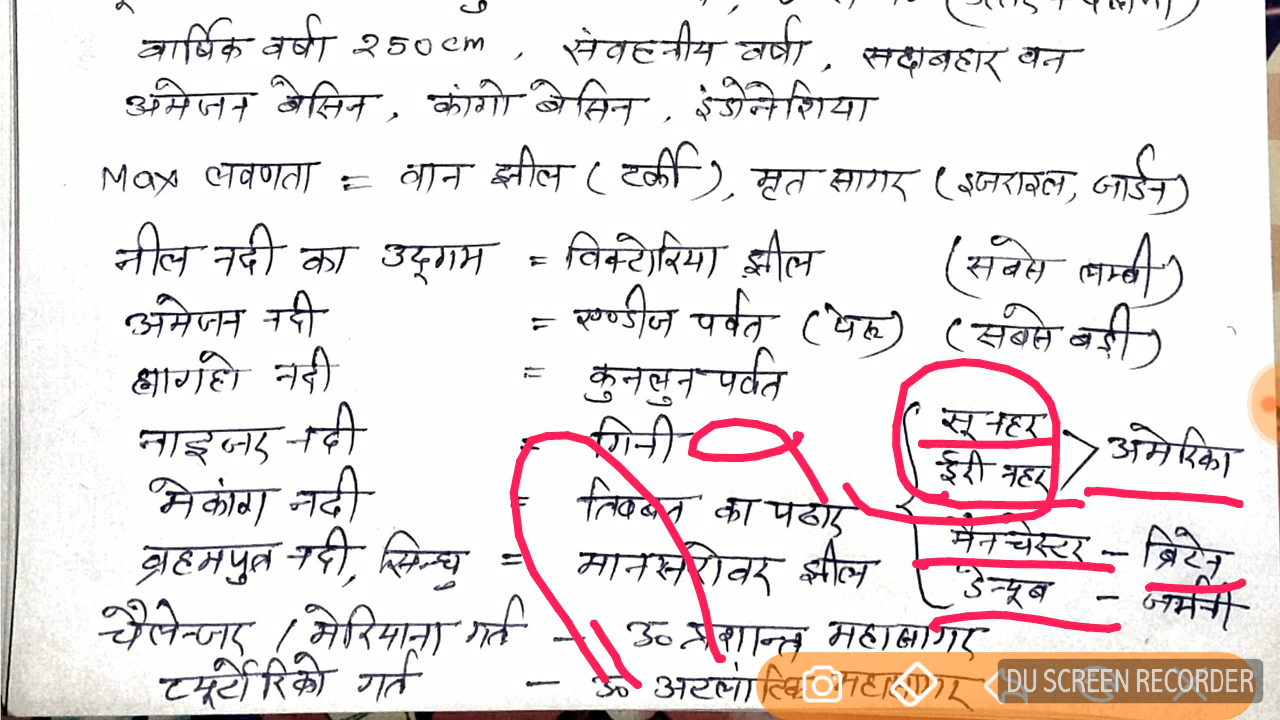 वार्षिक वर्षा 250cm, संवहनीय वर्षा, सदाबहार वन
अमेजन बेसिन, कांगो बेसिन, इंडोनेशिया
Max लवणता = वान झील (टर्की), मृत सागर (इजराइल, जार्डन)
नील नदी का उद्गम = विक्टोरिया झील (सबसे लम्बी)
अमेजन नदी = एण्डीज पर्वत (पेरू) (सबसे बड़ी)
ह्वागहो नदी = कुनलुन पर्वत
नाइजर नदी = गिनी
मेकांग नदी = तिब्बत का पठार
ब्रहमपुत्र नदी, सिन्धु = मानसरोवर झील
चैलेन्जर / मेरियाना गर्त - उ० प्रशान्त महासागर
प्यूर्टोरिको गर्त - उ० अटलांटिक महासागर
सू नहर
ईरी नहर > अमेरिका
मैनचेस्टर - ब्रिटेन
डेन्यूब - जर्मनी
DU SCREEN RECORDER